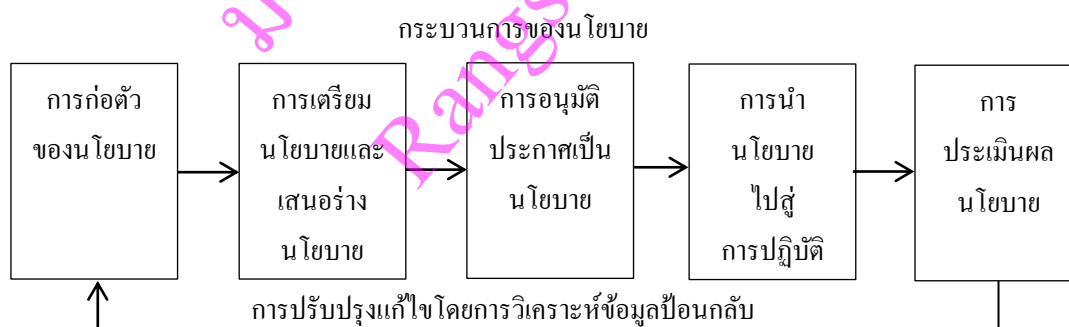 กระบวนการของนโยบาย
การก่อตัว
ของนโยบาย
การเตรียม
นโยบายและ
เสนอร่าง
นโยบาย
การอนุมัติ
ประกาศเป็น
นโยบาย
การนำ
นโยบาย
ไปสู่
การปฏิบัติ
การ
ประเมินผล
นโยบาย
การปรับปรุงแก้ไขโดยการวิเคราะห์ข้อมูลป้อนกลับ
Rangs